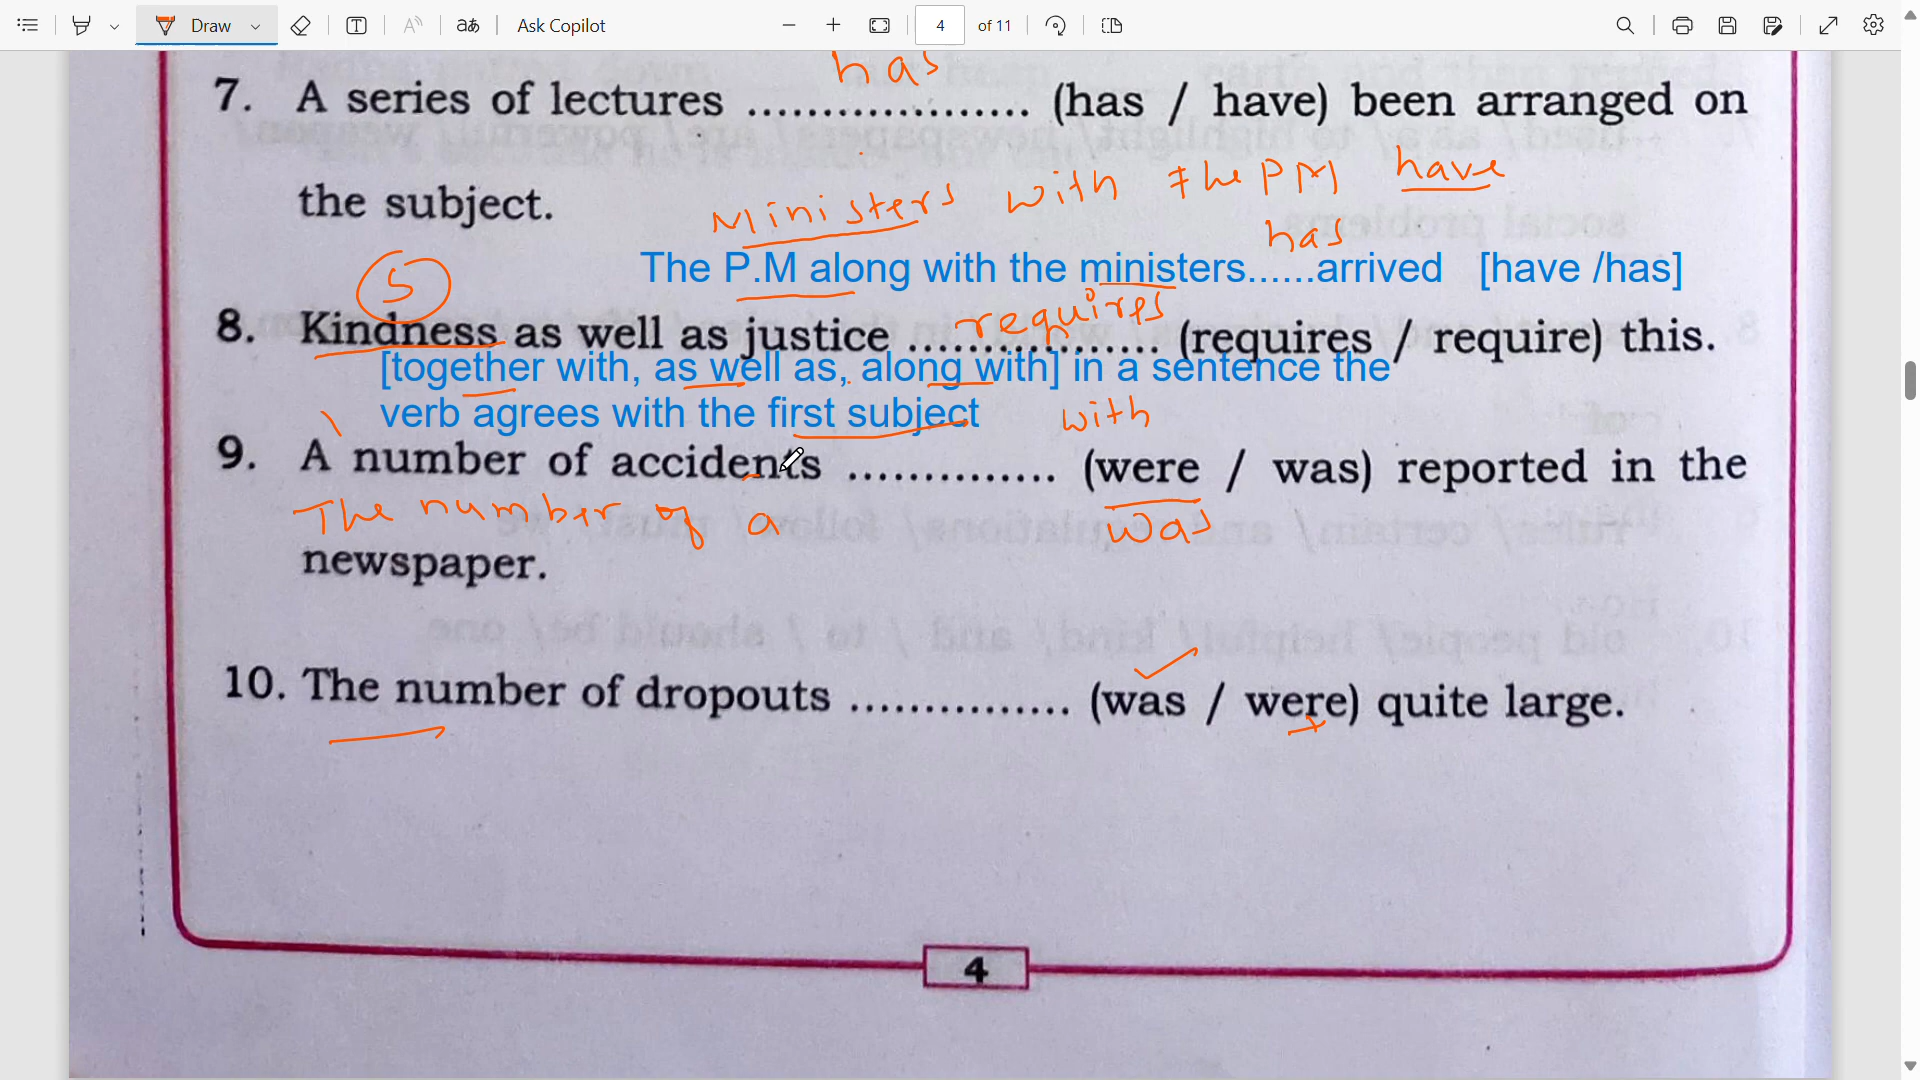 Draw
Ask Copilot
4 of 11
has
7. A series of lectures ................... (has / have) been arranged on
Ministers with the PM have
the subject.
has
The P.M along with the ministers......arrived [have /has]
S
requires
8. Kindness as well as justice ................. (requires / require) this.
[together with, as well as, along with] in a sentence the
verb agrees with the first subject with
9. A number of accidents .............. (were / was) reported in the
The number of a was
newspaper.
10. The number of dropouts ............... (was / were) quite large.
4